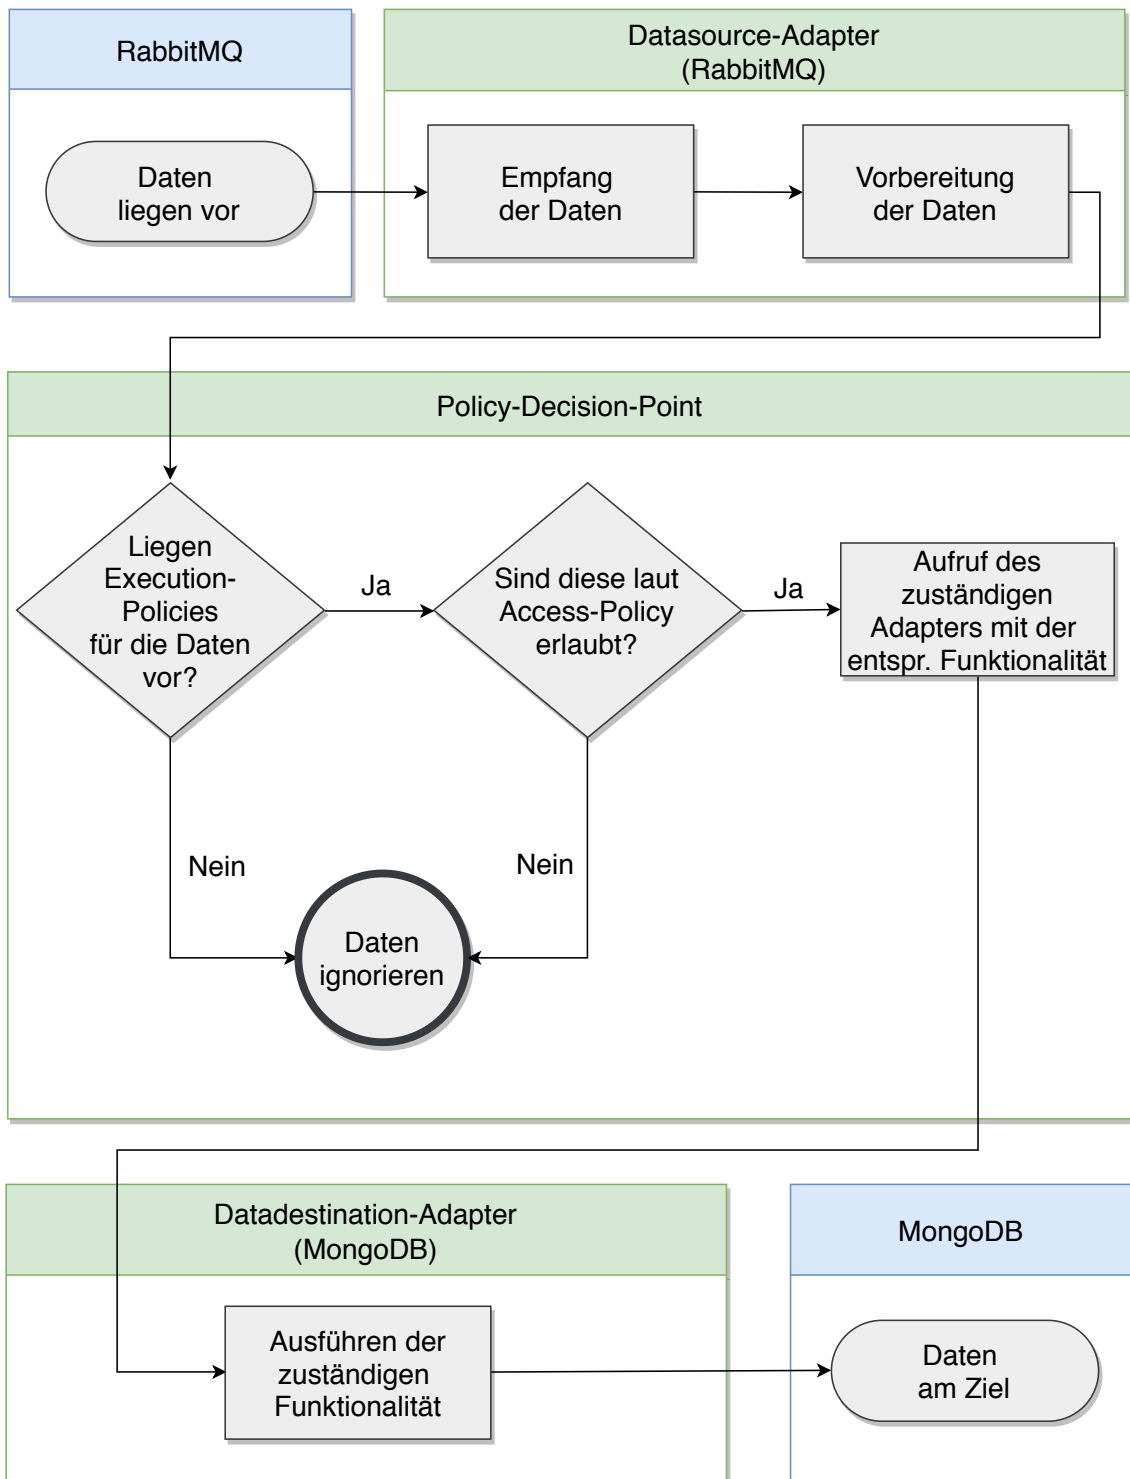 RabbitMQ
Datasource-Adapter
(RabbitMQ)
Daten
liegen vor
Empfang
der Daten
Vorbereitung
der Daten
Policy-Decision-Point
Liegen
Execution-
Policies
für die Daten
vor?
Ja
Sind diese laut
Access-Policy
erlaubt?
Ja
Aufruf des
zuständigen
Adapters mit der
entspr. Funktionalität
Nein
Nein
Daten
ignorieren
Datadestination-Adapter
(MongoDB)
MongoDB
Ausführen der
zuständigen
Funktionalität
Daten
am Ziel